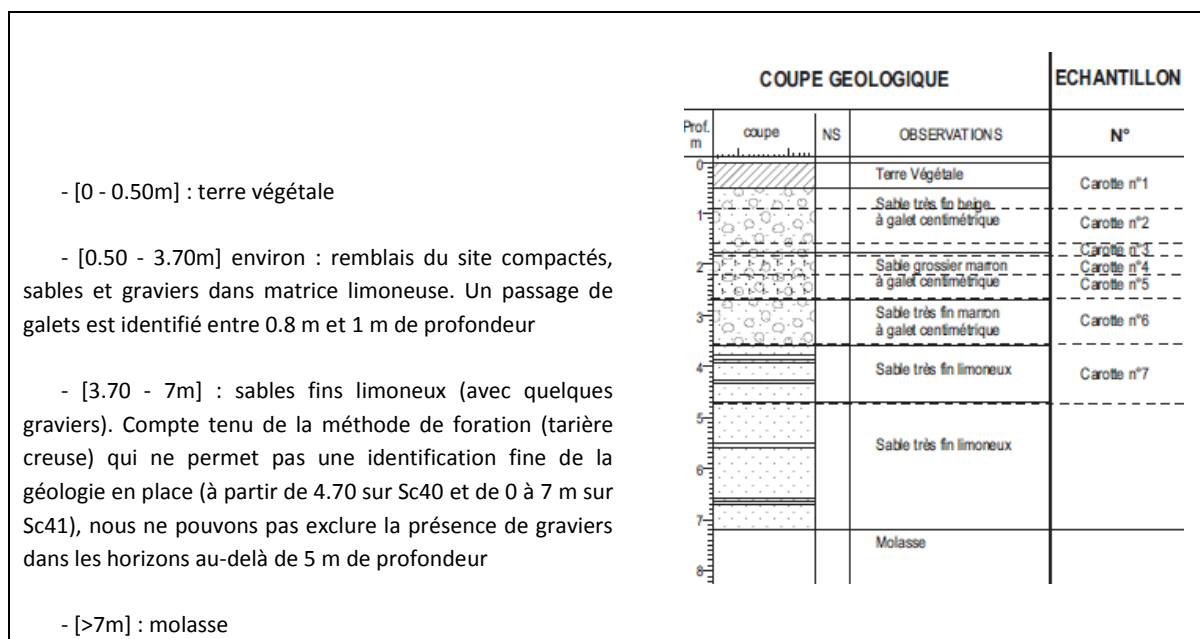 - [0 - 0.50m] : terre végétale
- [0.50 - 3.70m] environ : remblais du site compactés,
sables et graviers dans matrice limoneuse. Un passage de
galets est identifié entre 0.8 m et 1 m de profondeur
- [3.70 - 7m] : sables fins limoneux (avec quelques
graviers). Compte tenu de la méthode de foration (tarière
creuse) qui ne permet pas une identification fine de la
géologie en place (à partir de 4.70 sur Sc40 et de 0 à 7 m sur
Sc41), nous ne pouvons pas exclure la présence de graviers
dans les horizons au-delà de 5 m de profondeur
- [>7m] : molasse
COUPE GEOLOGIQUE ECHANTILLON
Prof. m coupe NS OBSERVATIONS N°
0
Terre Végétale
Carotte n°1
Sable très fin beige
1
à galet centimétrique
Carotte n°2
Carotte n°3
2
Sable grossier marron
Carotte n°4
à galet centimétrique
Carotte n°5
3
Sable très fin marron
à galet centimétrique
Carotte n°6
4
Sable très fin limoneux
Carotte n°7
5
Sable très fin limoneux
6
7
Molasse
8